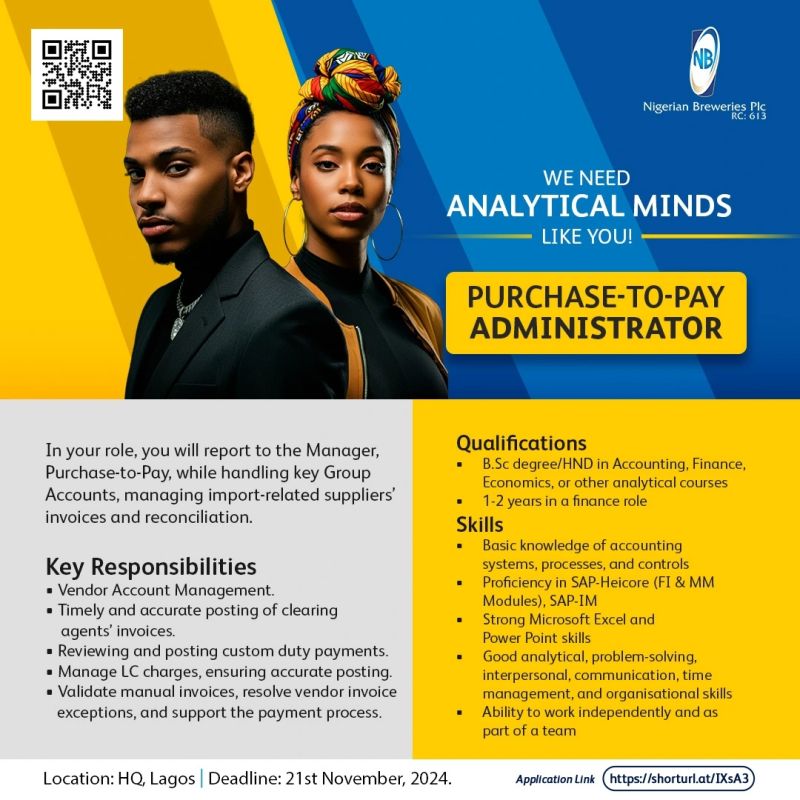 NB
Nigerian Breweries Plc
RC: 613
WE NEED
ANALYTICAL MINDS
LIKE YOU!
PURCHASE-TO-PAY
ADMINISTRATOR
In your role, you will report to the Manager,
Purchase-to-Pay, while handling key Group
Accounts, managing import-related suppliers’
invoices and reconciliation.
Key Responsibilities
▪ Vendor Account Management.
▪ Timely and accurate posting of clearing
agents’ invoices.
▪ Reviewing and posting custom duty payments.
▪ Manage LC charges, ensuring accurate posting.
▪ Validate manual invoices, resolve vendor invoice
exceptions, and support the payment process.
Qualifications
▪ B.Sc degree/HND in Accounting, Finance,
Economics, or other analytical courses
▪ 1-2 years in a finance role
Skills
▪ Basic knowledge of accounting
systems, processes, and controls
▪ Proficiency in SAP-Heicore (FI & MM
Modules), SAP-IM
▪ Strong Microsoft Excel and
Power Point skills
▪ Good analytical, problem-solving,
interpersonal, communication, time
management, and organisational skills
▪ Ability to work independently and as
part of a team
Location: HQ, Lagos | Deadline: 21st November, 2024.
Application Link https://shorturl.at/IXsA3